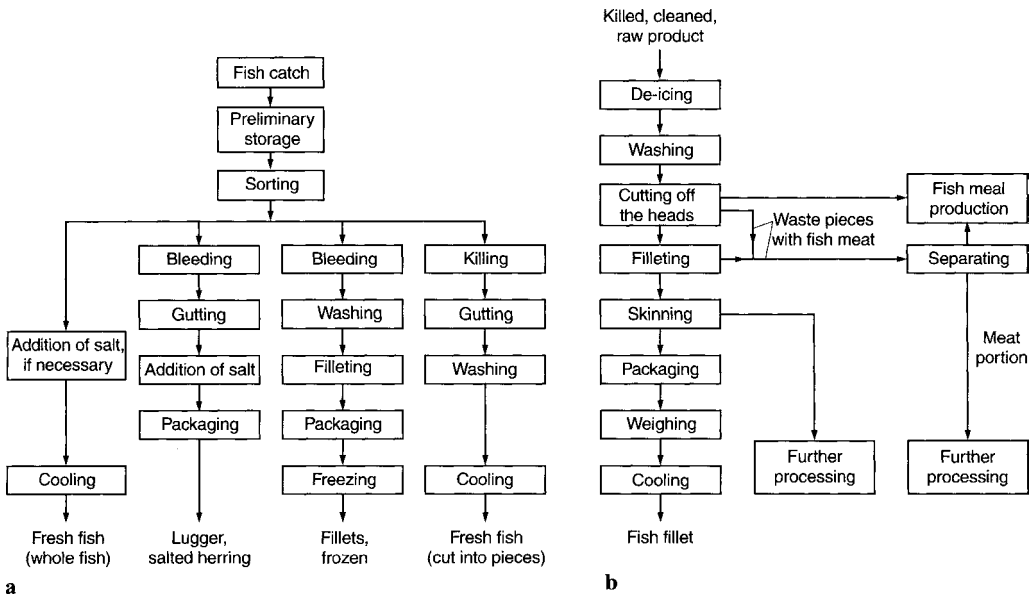 Fish catch
Preliminary
storage
Sorting
Addition of salt,
if necessary
Cooling
Fresh fish
(whole fish)
Bleeding
Gutting
Addition of salt
Packaging
Lugger,
salted herring
Bleeding
Washing
Filleting
Packaging
Freezing
Fillets,
frozen
Killing
Gutting
Washing
Cooling
Fresh fish
(cut into pieces)
a
Killed, cleaned,
raw product
De-icing
Washing
Cutting off
the heads
Filleting
Skinning
Packaging
Weighing
Cooling
Fish fillet
Waste pieces
with fish meat
Further
processing
Fish meal
production
Separating
Meat
portion
Further
processing
b